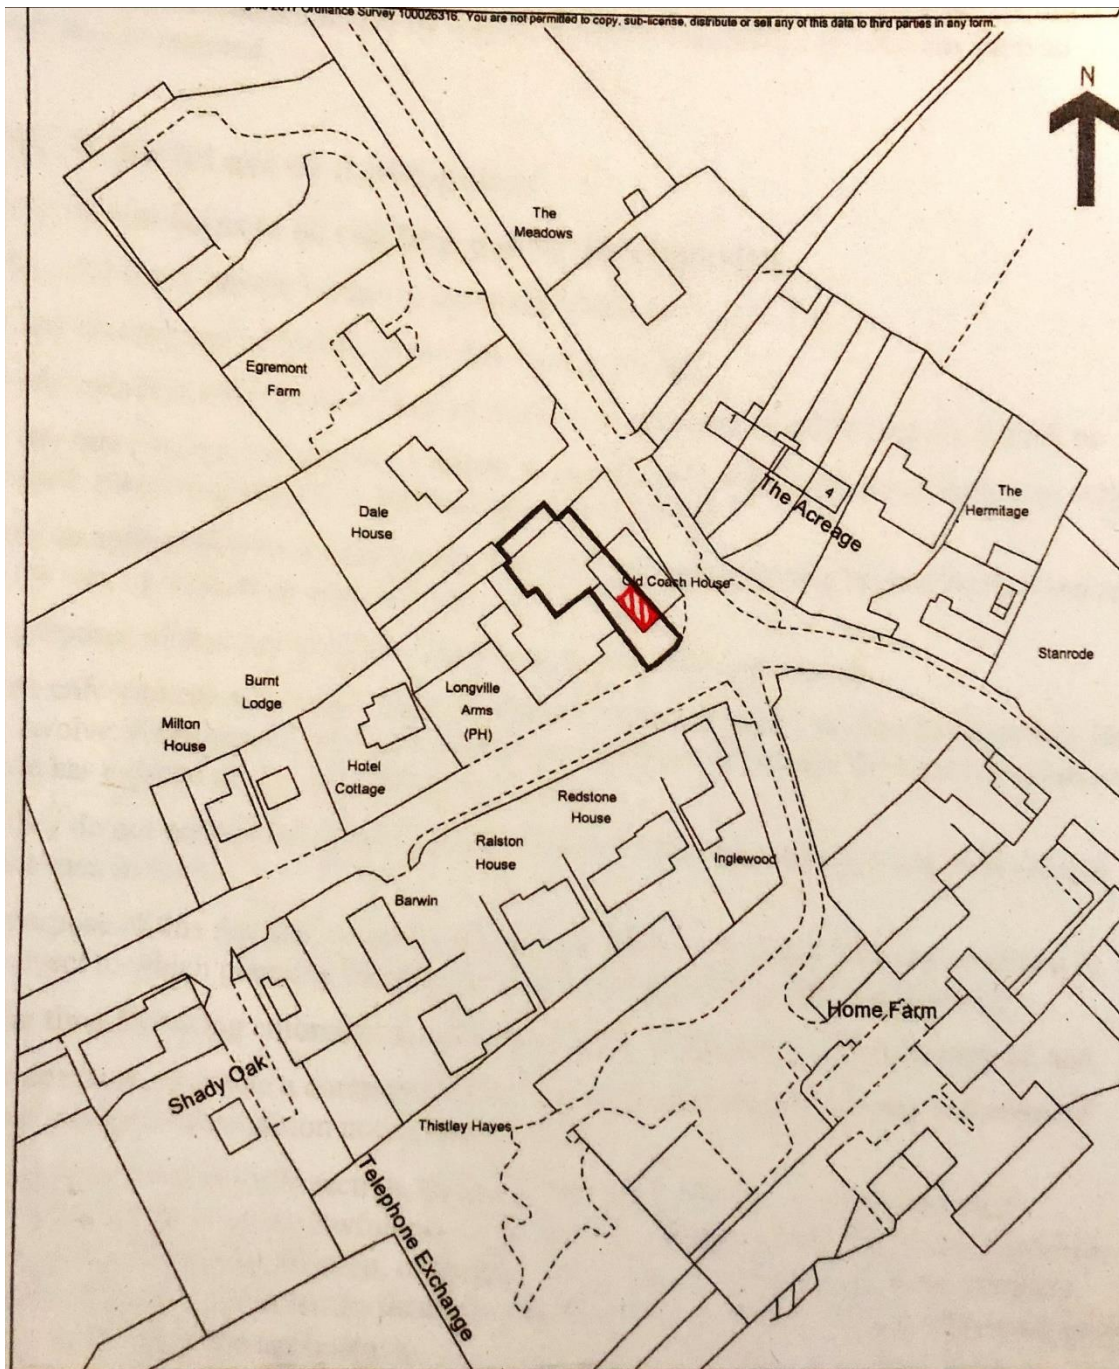 2011 Ordnance Survey 100026316. You are not permitted to copy, sub-license, distribute or sell any of this data to third parties in any form.
N
The
Meadows
Egremont
Farm
1
4
The Acreage
The
Hermitage
Dale
House
Old Coach House
Stanrode
Burnt
Lodge
Milton
House
Longville
Arms
(PH)
Hotel
Cottage
Redstone
House
Ralston
House
Inglewood
Barwin
Home Farm
Shady Oak
Thistley Hayes
Telephone Exchange